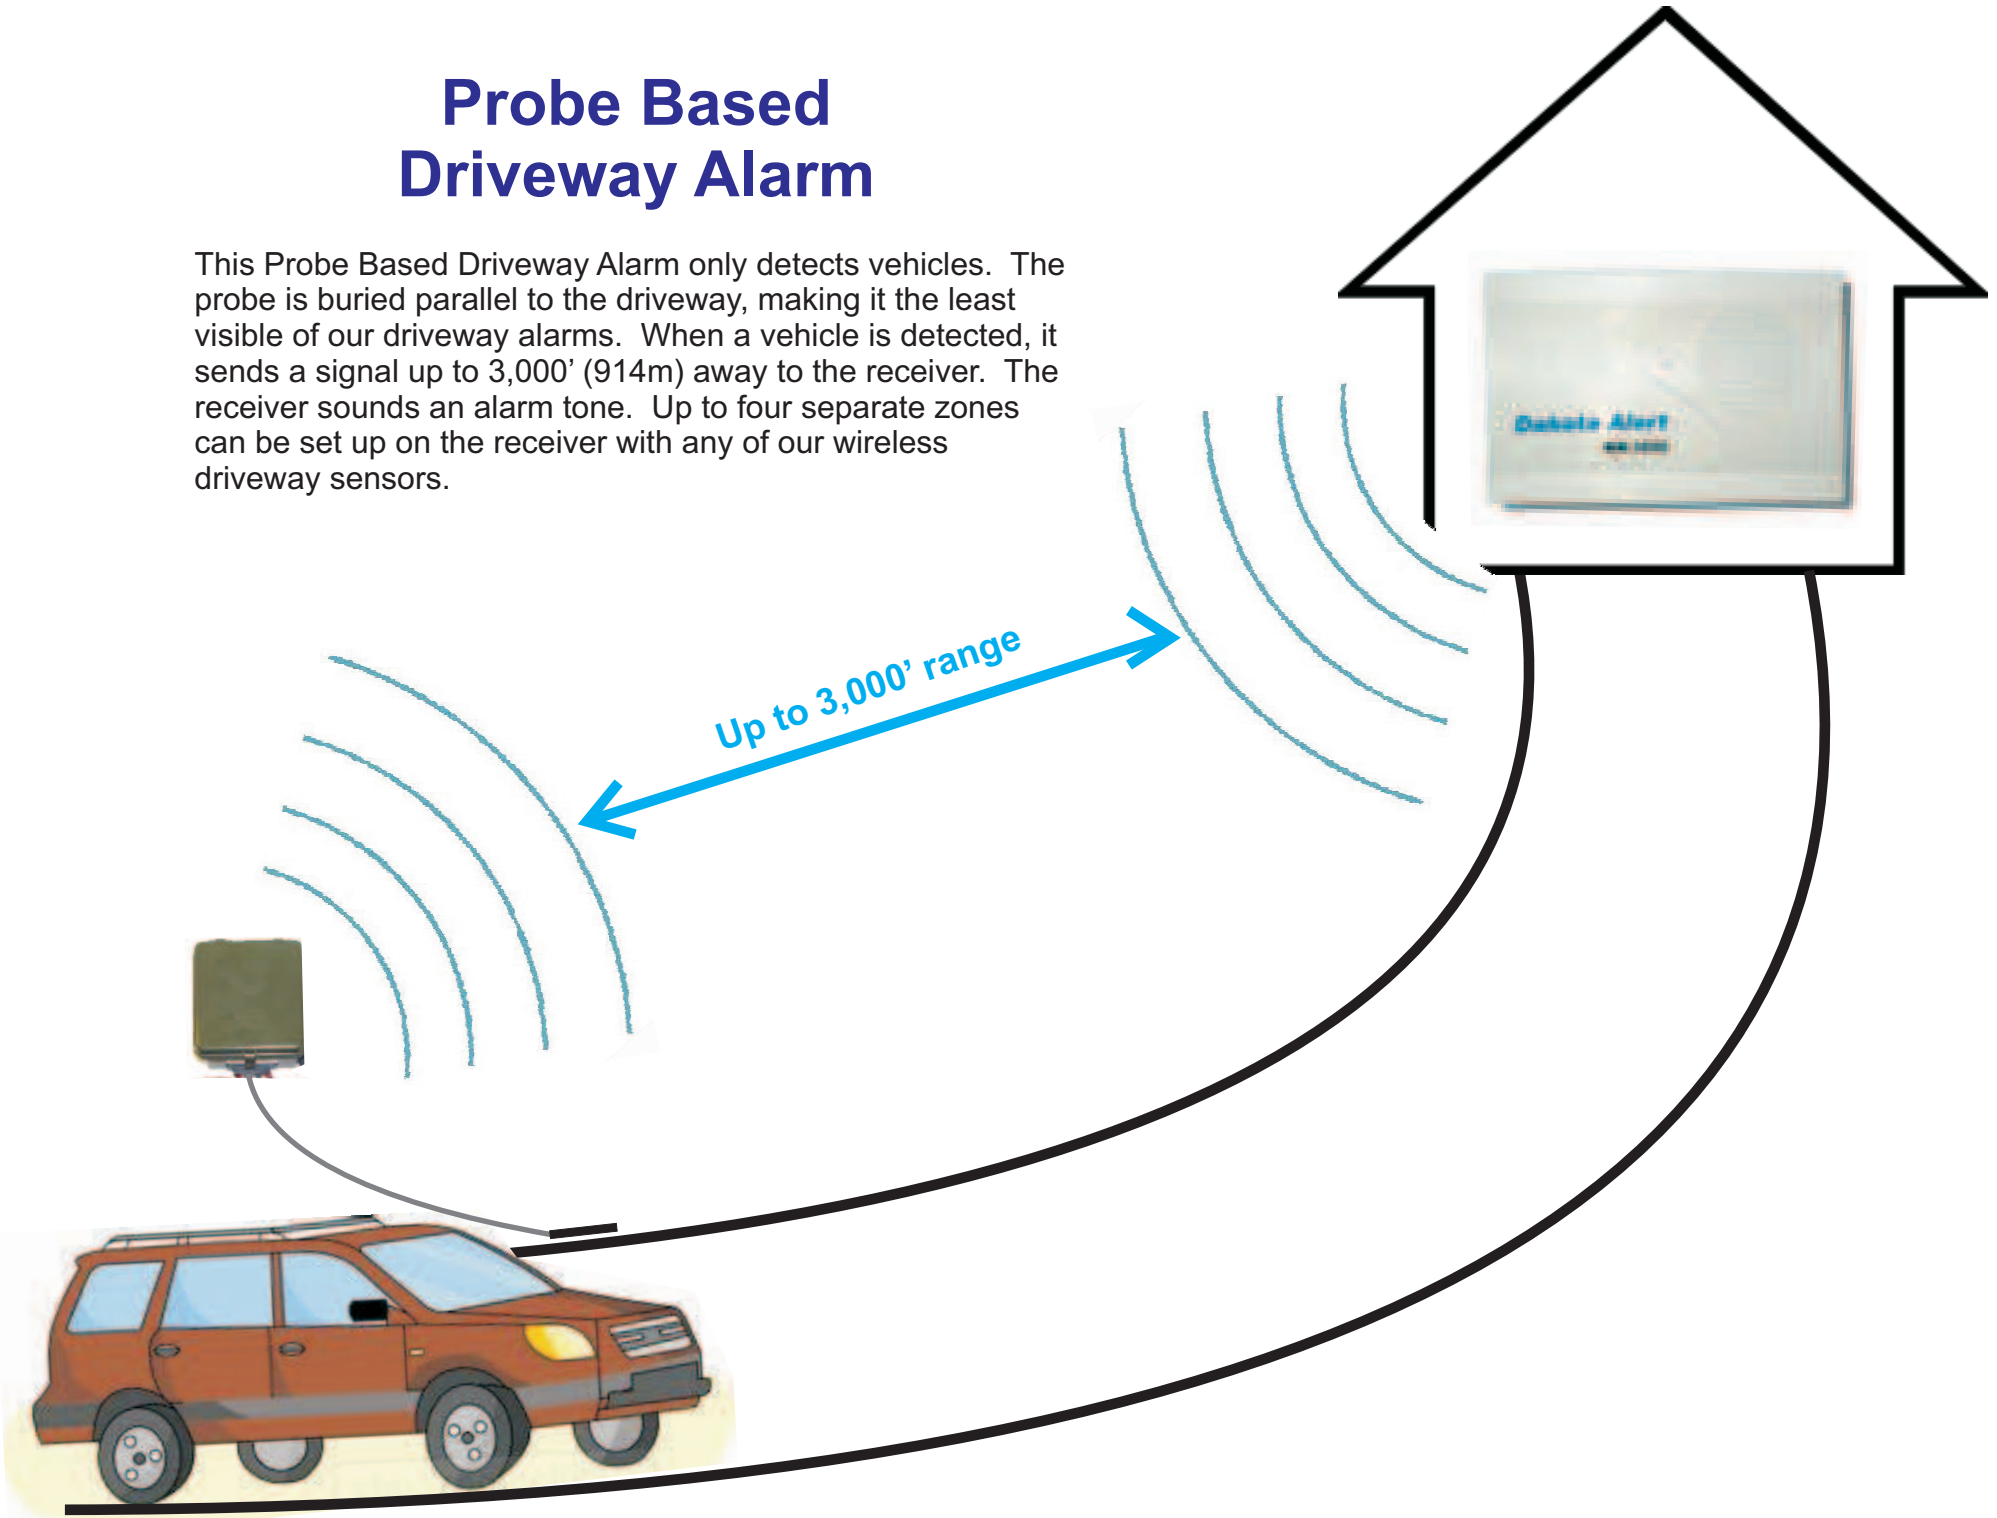 Probe Based
Driveway Alarm
This Probe Based Driveway Alarm only detects vehicles.  The
probe is buried parallel to the driveway, making it the least
visible of our driveway alarms.  When a vehicle is detected, it
sends a signal up to 3,000’ (914m) away to the receiver.  The
receiver sounds an alarm tone.  Up to four separate zones
can be set up on the receiver with any of our wireless
driveway sensors.
Dakota Alert
Up to 3,000’ range